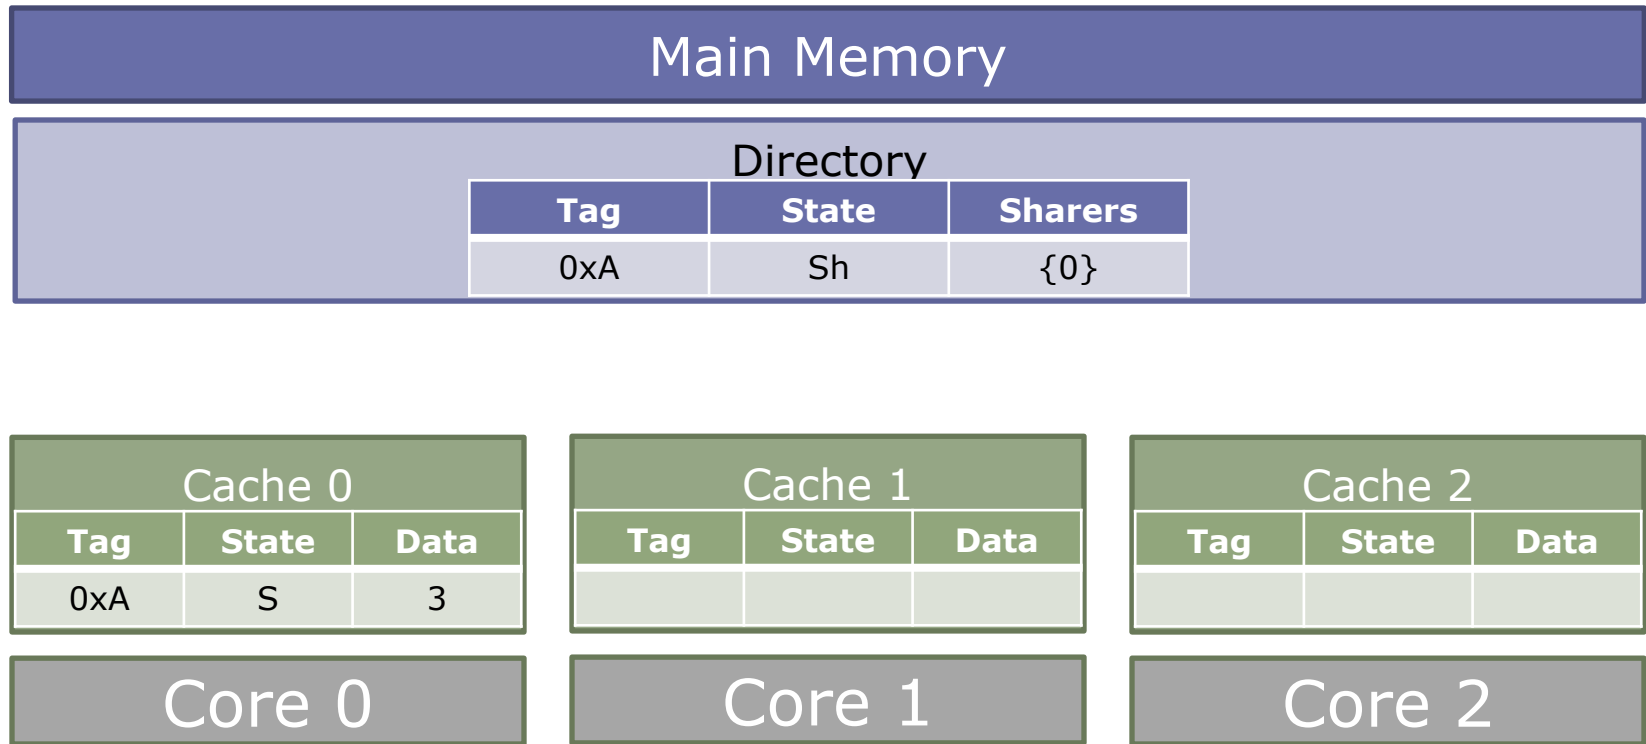 Main Memory
Directory
Tag State Sharers
0xA Sh {0}
Cache 0
Tag State Data
0xA S 3
Core 0
Cache 1
Tag State Data
Core 1
Cache 2
Tag State Data
Core 2